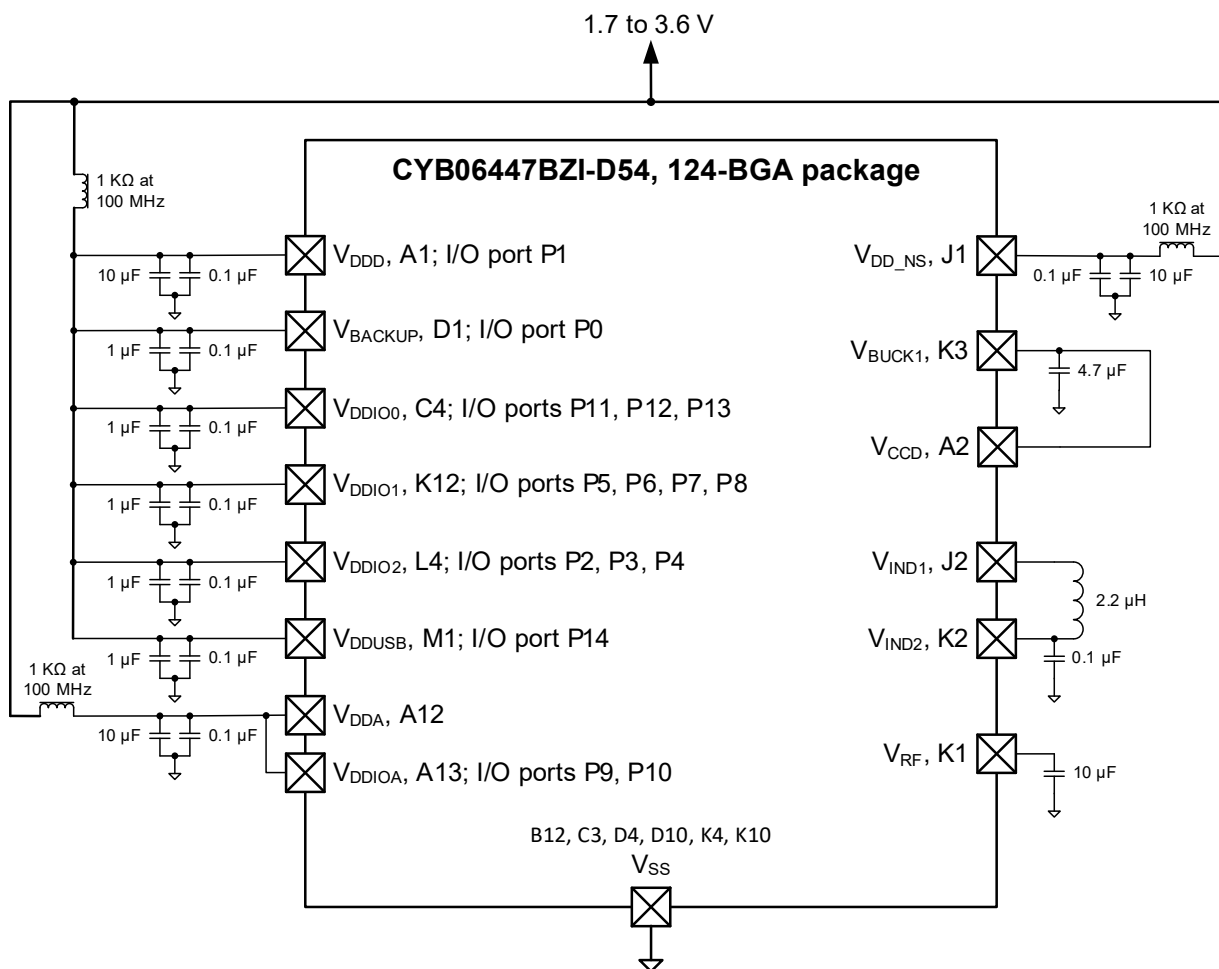 1.7 to 3.6 V
CYB06447BZI-D54, 124-BGA package
1 KΩ at
100 MHz
1 KΩ at
100 MHz
10 µF
0.1 µF
VDDD, A1; I/O port P1
VDD_NS, J1
0.1 µF
10 µF
1 µF
0.1 µF
VBACKUP, D1; I/O port P0
VBUCK1, K3
4.7 µF
1 µF
0.1 µF
VDDIO0, C4; I/O ports P11, P12, P13
VCCD, A2
1 µF
0.1 µF
VDDIO1, K12; I/O ports P5, P6, P7, P8
1 µF
0.1 µF
VDDIO2, L4; I/O ports P2, P3, P4
VIND1, J2
2.2 µH
1 µF
0.1 µF
VDDUSB, M1; I/O port P14
VIND2, K2
0.1 µF
1 KΩ at
100 MHz
10 µF
0.1 µF
VDDA, A12
VDDIOA, A13; I/O ports P9, P10
VRF, K1
10 µF
B12, C3, D4, D10, K4, K10
VSS